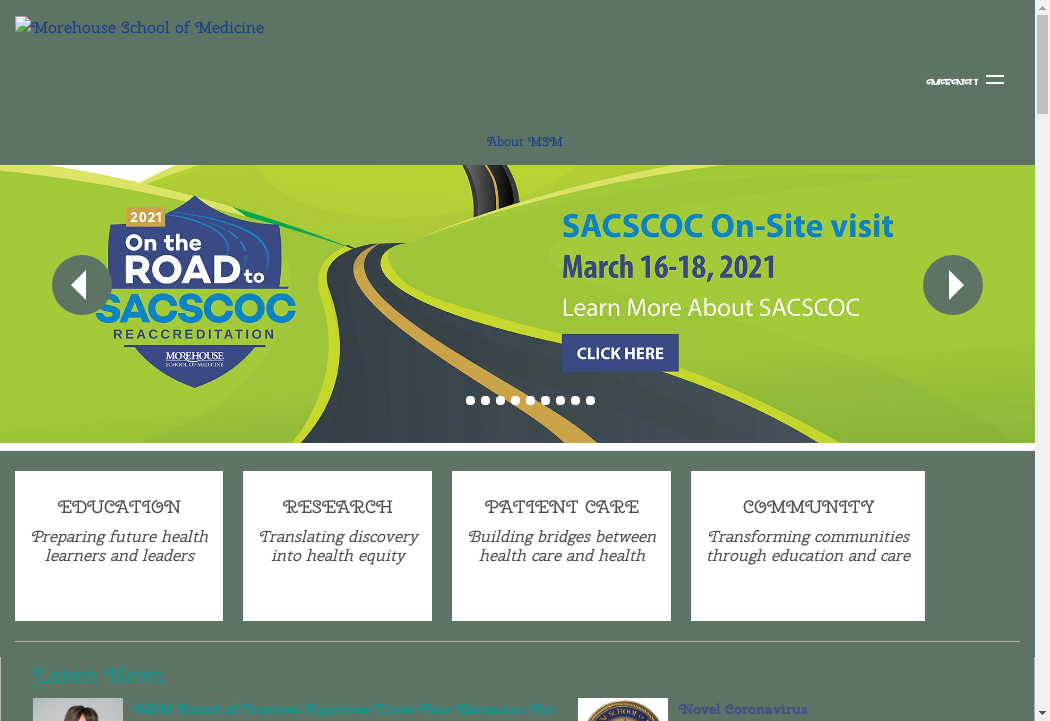 Morehouse School of Medicine
About MSM
2021
On the
ROAD to
SACSCOC
REACCREDITATION
MOREHOUSE
SCHOOL OF MEDICINE
SACSCOC On-Site visit
March 16-18, 2021
Learn More About SACSCOC
CLICK HERE
EDUCATION
Preparing future health
learners and leaders
RESEARCH
Translating discovery
into health equity
PATIENT CARE
Building bridges between
health care and health
COMMUNITY
Transforming communities
through education and care
Latest News
MSM Board of Trustees Approves Three-Year Extension For
Novel Coronavirus